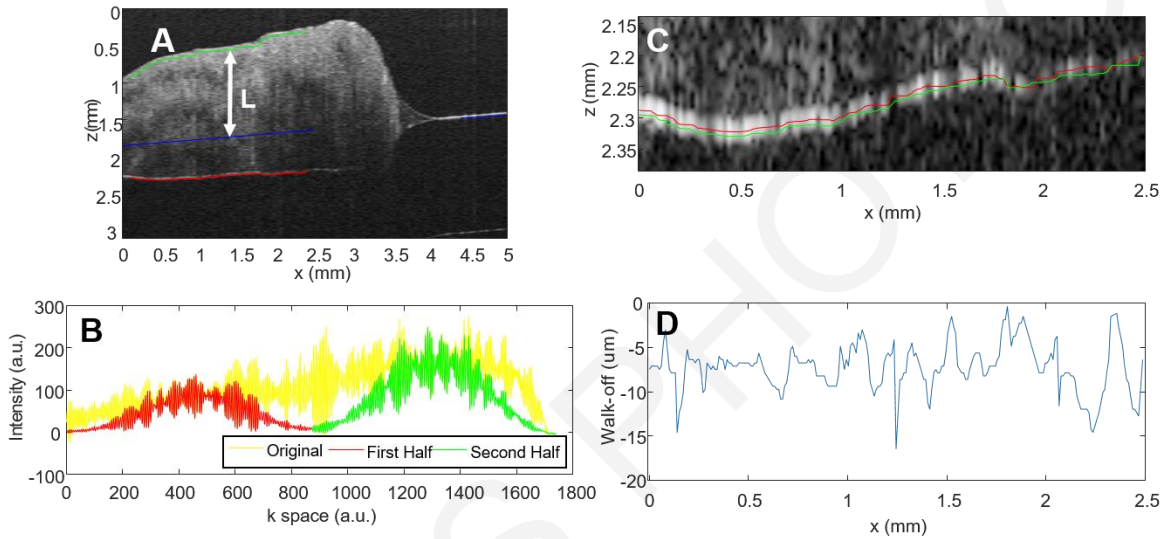 A
0
0.5
1
1.5
2
2.5
3
z(mm)
L
0 0.5 1 1.5 2 2.5 3 3.5 4 4.5 5
x (mm)
C
2.15
2.2
2.25
2.3
2.35
z (mm)
0 0.5 1 1.5 2 2.5
x (mm)
B
300
200
100
0
-100
Intensity (a.u.)
Original First Half Second Half
0 200 400 600 800 1000 1200 1400 1600 1800
k space (a.u.)
D
0
-5
-10
-15
-20
Walk-off (um)
0 0.5 1 1.5 2 2.5
x (mm)
S PHO